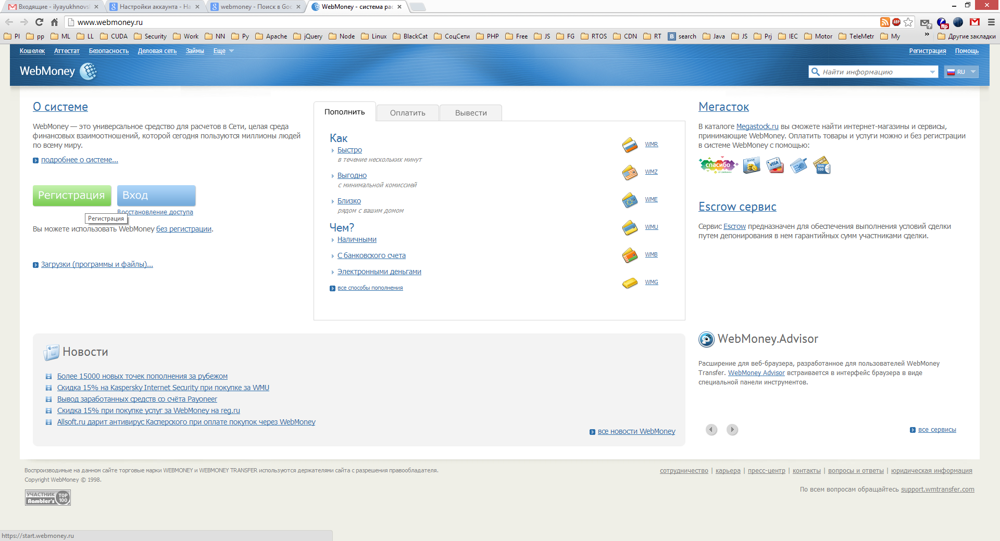 Входящие - ilyayukhnovs
Настройки аккаунта - На
webmoney - Поиск в Goo
WebMoney - система рас
www.webmoney.ru
PI
pp
ML
LL
CUDA
Security
Work
NN
Py
Apache
jQuery
Node
Linux
BlackCat
СоцСети
PHP
Free
JS
FG
RTOS
CDN
RT
search
Java
JS
Prj
IEC
Motor
TeleMetr
My
»
Другие закладки
Кошелек Аттестат Безопасность Деловая сеть Займы Еще
Регистрация Помощь
WebMoney
Найти информацию
RU
О системе
WebMoney — это универсальное средство для расчетов в Сети, целая среда
финансовых взаимоотношений, которой сегодня пользуются миллионы людей
по всему миру.
подробнее о системе...
Регистрация
Вход
Восстановление доступа
Регистрация
Вы можете использовать WebMoney без регистрации.
Загрузки (программы и файлы)...
Пополнить
Оплатить
Вывести
Как
Быстро
в течение нескольких минут
Выгодно
с минимальной комиссией
Близко
рядом с вашим домом
Чем?
Наличными
С банковского счета
Электронными деньгами
все способы пополнения
WMR
WMZ
WME
WMU
WMB
WMG
Мегасток
В каталоге Megastock.ru вы сможете найти интернет-магазины и сервисы,
принимающие WebMoney. Оплатить товары и услуги можно и без регистрации
в системе WebMoney с помощью:
спасибо
BANK
VISA
WM
100
Escrow сервис
Сервис Escrow предназначен для обеспечения выполнения условий сделки
путем депонирования в нем гарантийных сумм участниками сделки.
Новости
Более 15000 новых точек пополнения за рубежом
Скидка 15% на Kaspersky Internet Security при покупке за WMU
Вывод заработанных средств со счёта Payoneer
Скидка 15% при покупке услуг за WebMoney на reg.ru
Allsoft.ru дарит антивирус Касперского при оплате покупок через WebMoney
все новости WebMoney
WebMoney.Advisor
Расширение для веб-браузера, разработанное для пользователей WebMoney
Transfer. WebMoney Advisor встраивается в интерфейс браузера в виде
специальной панели инструментов.
все сервисы
Воспроизводимые на данном сайте торговые марки WEBMONEY и WEBMONEY TRANSFER используются держателями сайта с разрешения правообладателя.
Copyright WebMoney © 1998.
сотрудничество | карьера | пресс-центр | контакты | вопросы и ответы | юридическая информация
По всем вопросам обращайтесь support.wmtransfer.com
УЧАСТНИК
Rambler's
TOP
100
https://start.webmoney.ru